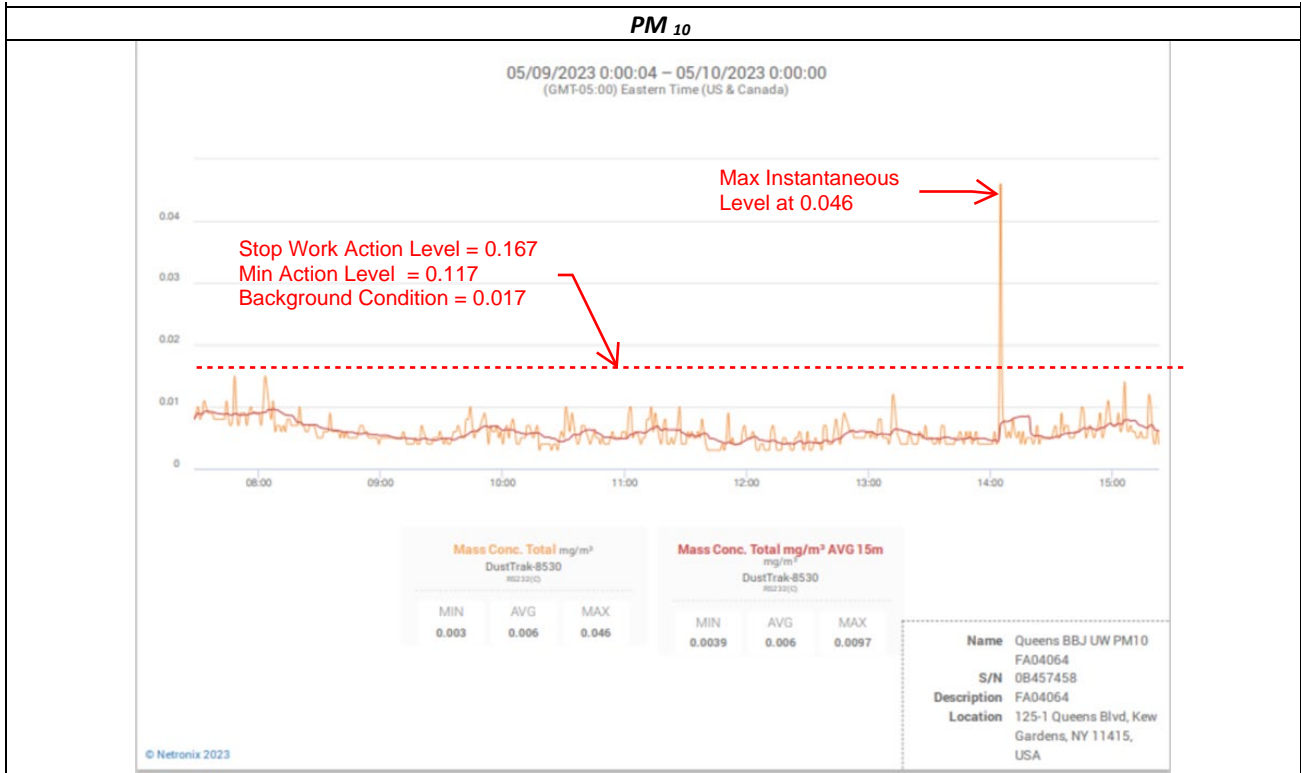 PM 10
05/09/2023 0:00:04 – 05/10/2023 0:00:00
(GMT-05:00) Eastern Time (US & Canada)
Max Instantaneous
Level at 0.046
0.04
Stop Work Action Level = 0.167
Min Action Level = 0.117
Background Condition = 0.017
0.03
0.02
0.01
0
08:00 09:00 10:00 11:00 12:00 13:00 14:00 15:00
Mass Conc. Total mg/m³
DustTrak-8530
RS232(C)
MIN AVG MAX
0.003 0.006 0.046
Mass Conc. Total mg/m³ AVG 15m
mg/m³
DustTrak-8530
RS232(C)
MIN AVG MAX
0.0039 0.006 0.0097
Name Queens BBJ UW PM10
FA04064
S/N 0B457458
Description FA04064
Location 125-1 Queens Blvd, Kew
Gardens, NY 11415,
USA
© Netronix 2023